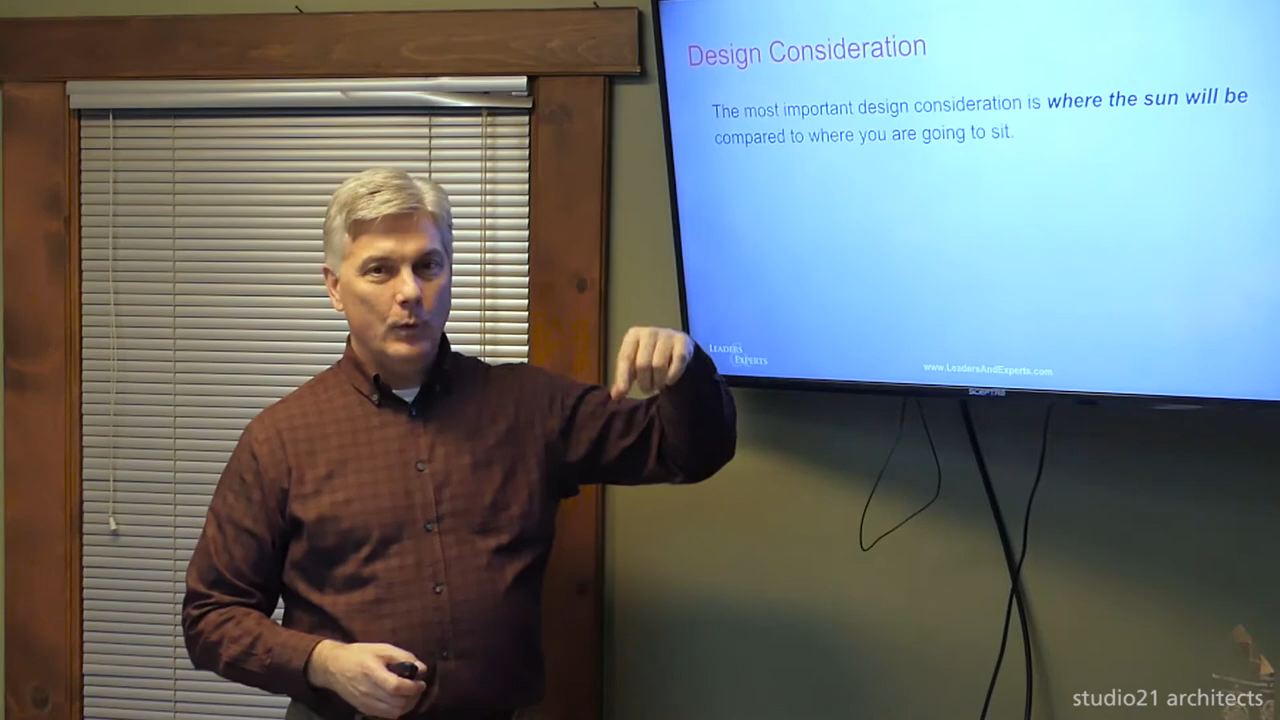 Design Consideration
The most important design consideration is where the sun will be
compared to where you are going to sit.
LEADERS
EXPERTS
www.LeadersAndExperts.com
SCEPTRE
studio21 architects